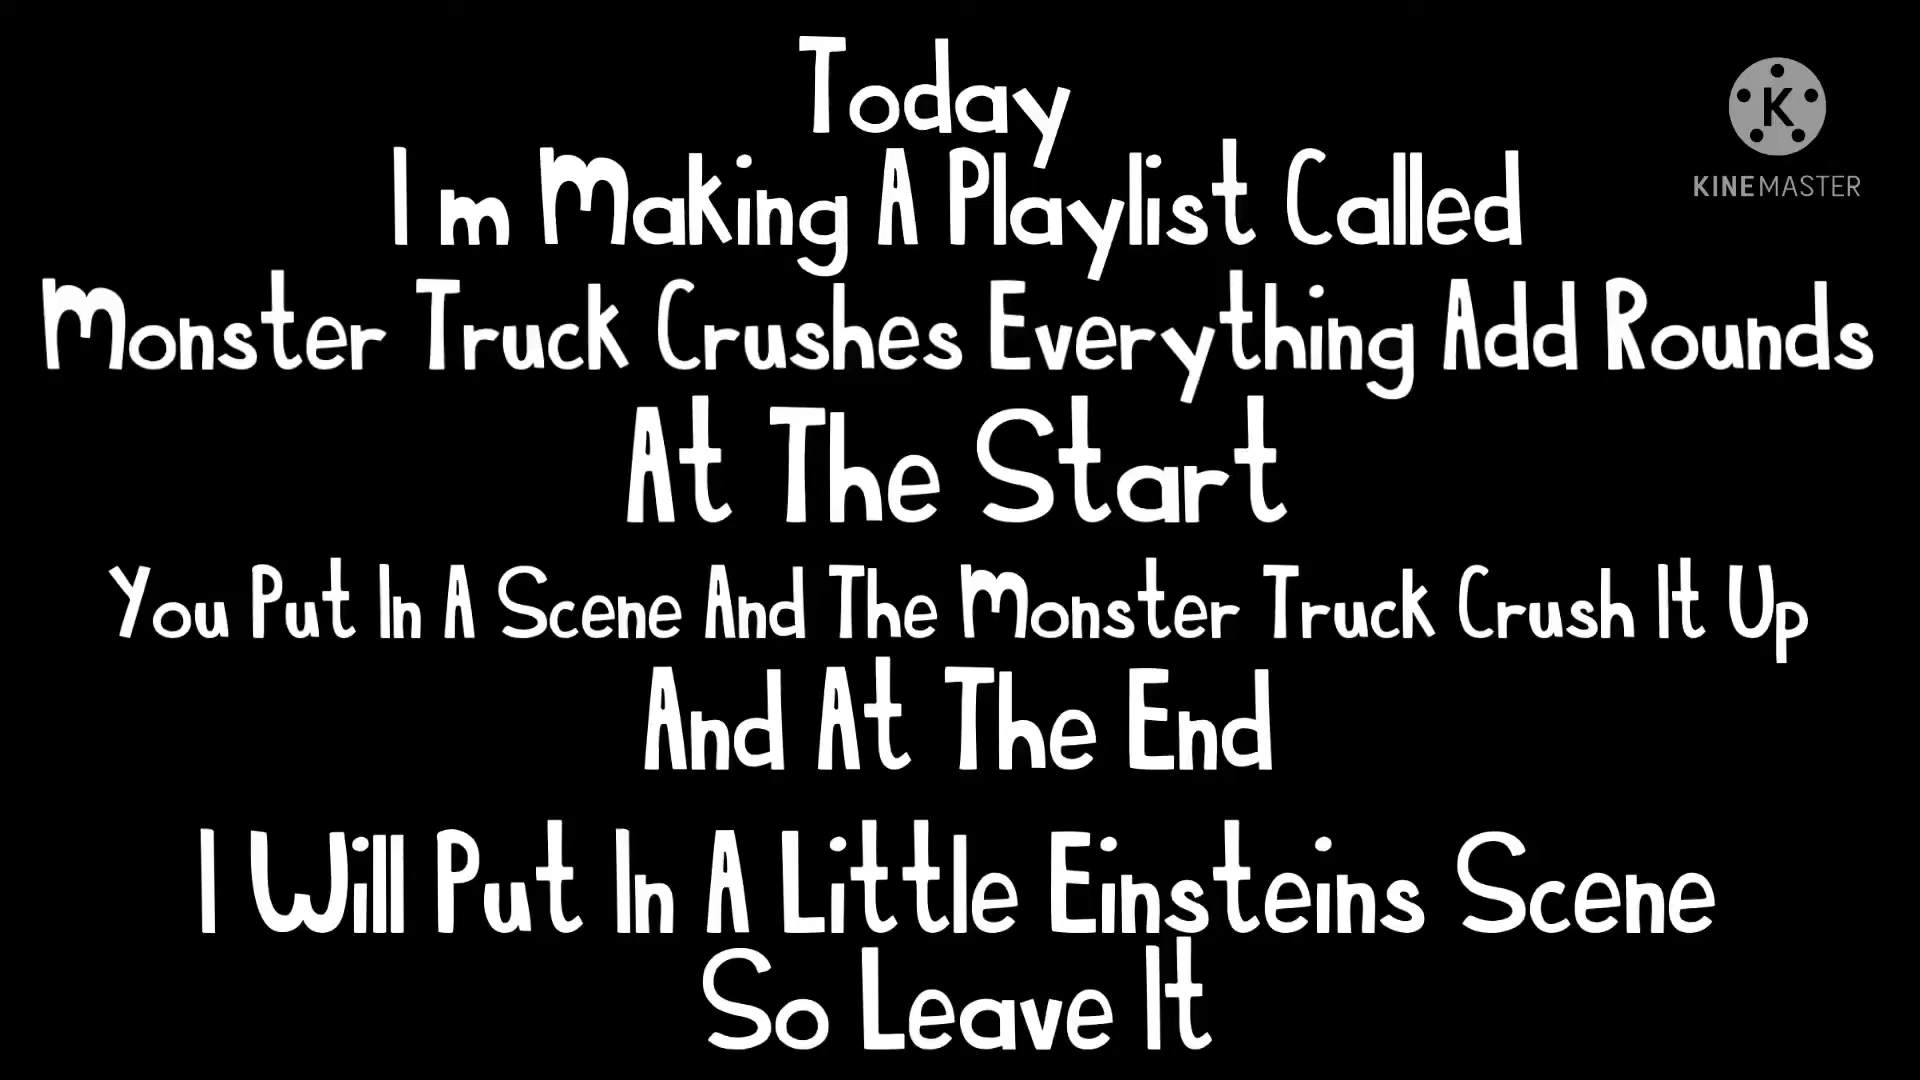 Today
I m Making A Playlist Called
Monster Truck Crushes Everything Add Rounds
At The Start
You Put In A Scene And The Monster Truck Crush It Up
And At The End
I Will Put In A Little Einsteins Scene
So Leave It
K
KINEMASTER